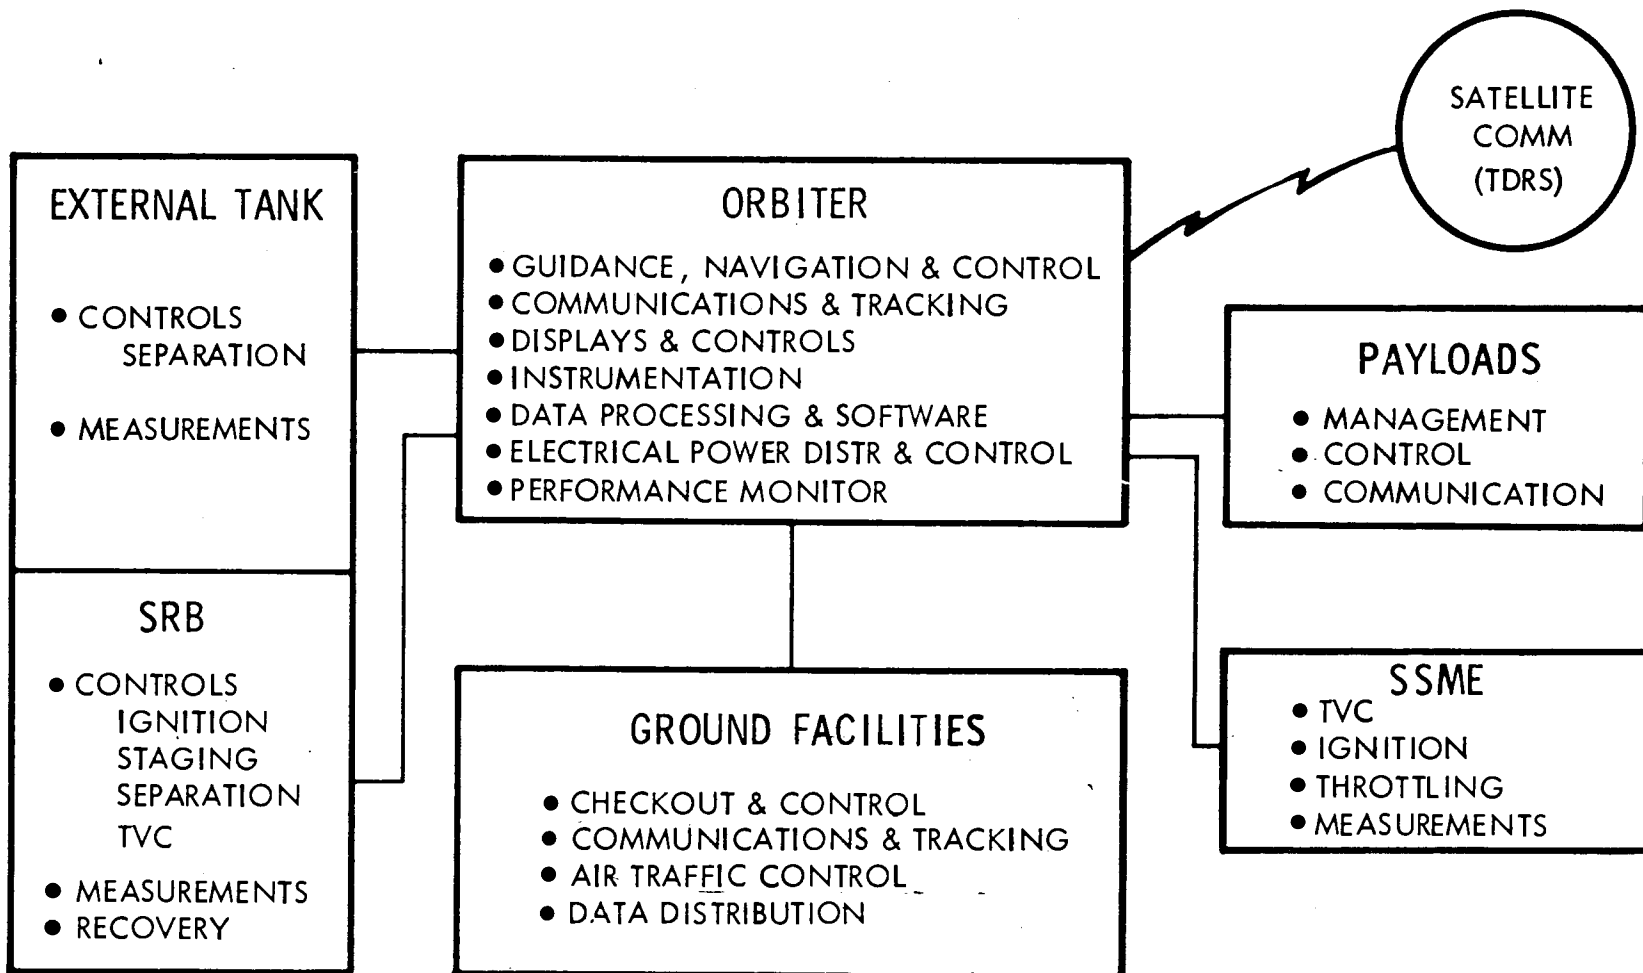 SATELLITE
COMM
(TDRS)
EXTERNAL TANK
● CONTROLS
SEPARATION
● MEASUREMENTS
SRB
● CONTROLS
IGNITION
STAGING
SEPARATION
TVC
● MEASUREMENTS
● RECOVERY
ORBITER
● GUIDANCE, NAVIGATION & CONTROL
● COMMUNICATIONS & TRACKING
● DISPLAYS & CONTROLS
● INSTRUMENTATION
● DATA PROCESSING & SOFTWARE
● ELECTRICAL POWER DISTR & CONTROL
● PERFORMANCE MONITOR
GROUND FACILITIES
● CHECKOUT & CONTROL
● COMMUNICATIONS & TRACKING
● AIR TRAFFIC CONTROL
● DATA DISTRIBUTION
PAYLOADS
● MANAGEMENT
● CONTROL
● COMMUNICATION
SSME
● TVC
● IGNITION
● THROTTLING
● MEASUREMENTS